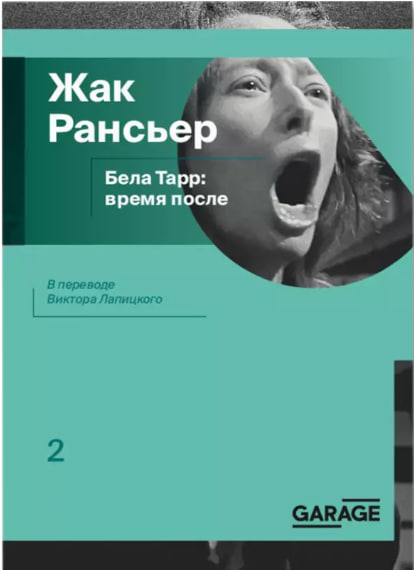 Жак
Рансьер
Бела Тарр:
время после
В переводе
Виктора Лапицкого
2
GARAGE